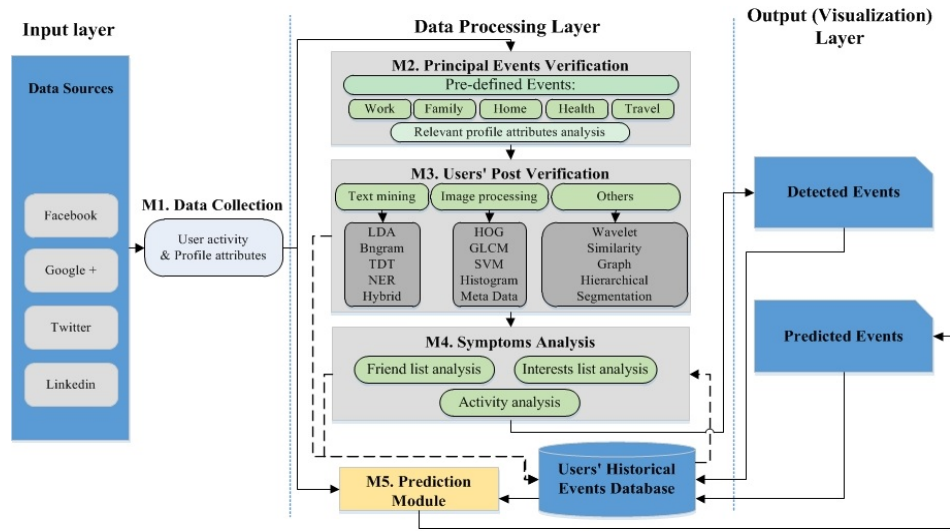 Input layer
Data Processing Layer
Output (Visualization)
Layer
Data Sources
Facebook
Google +
Twitter
Linkedin
M1. Data Collection
User activity
& Profile attributes
M2. Principal Events Verification
Pre-defined Events:
Work
Family
Home
Health
Travel
Relevant profile attributes analysis
M3. Users' Post Verification
Text mining
Image processing
Others
LDA
Bngram
TDT
NER
Hybrid
HOG
GLCM
SVM
Histogram
Meta Data
Wavelet
Similarity
Graph
Hierarchical
Segmentation
M4. Symptoms Analysis
Friend list analysis
Interests list analysis
Activity analysis
M5. Prediction
Module
Users' Historical
Events Database
Detected Events
Predicted Events